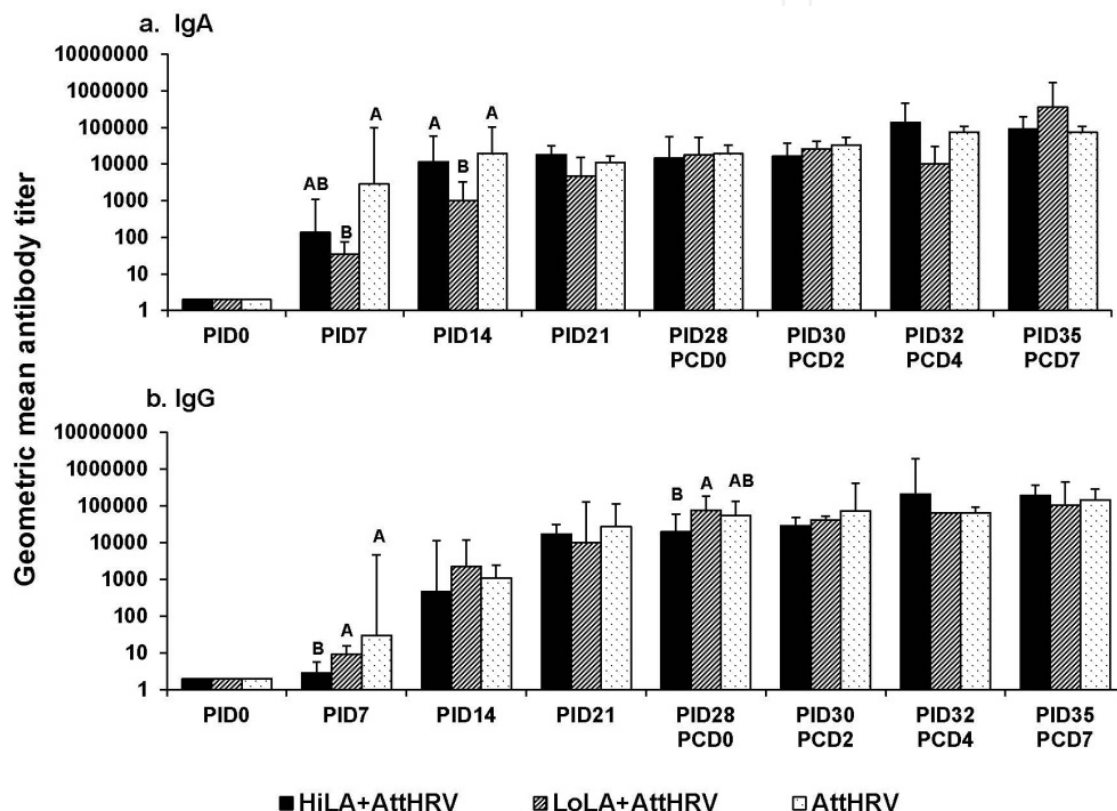 a. IgA
Geometric mean antibody titer
10000000
1000000
100000
10000
1000
100
10
1
AB
B
A
A
B
A
PID0 PID7 PID14 PID21 PID28 PID30 PID32 PID35
PCD0 PCD2 PCD4 PCD7
b. IgG
10000000
1000000
100000
10000
1000
100
10
1
B
A
A
B
A
AB
PID0 PID7 PID14 PID21 PID28 PID30 PID32 PID35
PCD0 PCD2 PCD4 PCD7
HiLA+AttHRV LoLA+AttHRV AttHRV